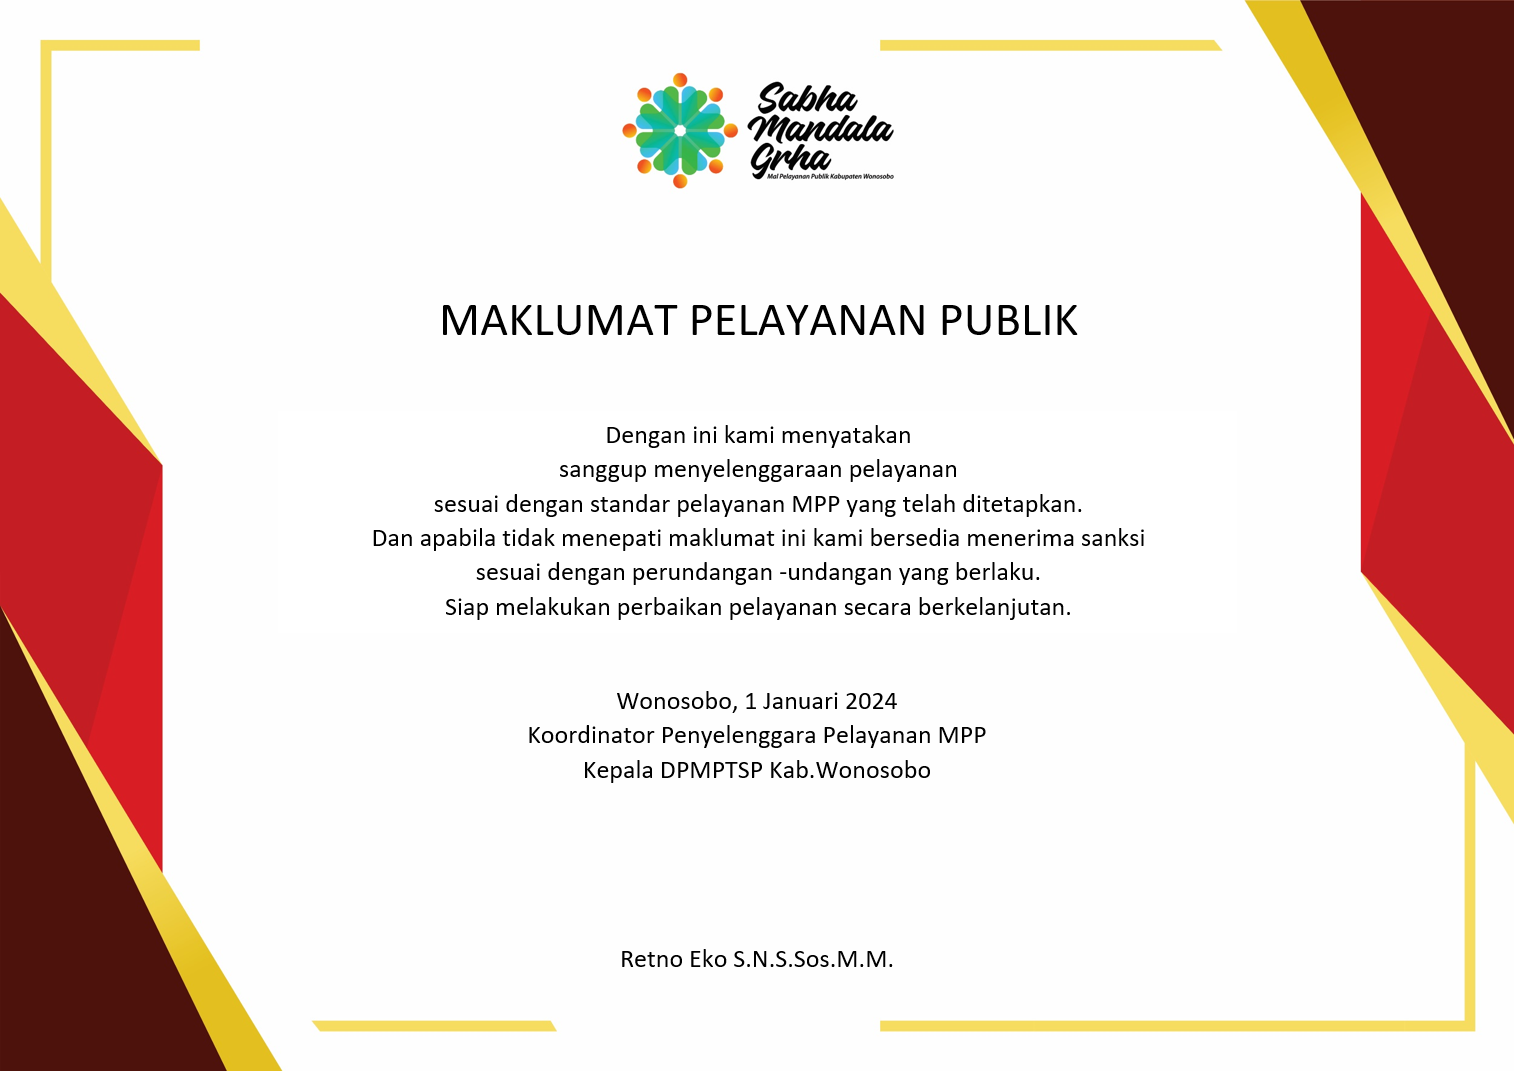 Sabha
Mandala
Grha
Mal Pelayanan Publik Kabupaten Wonosobo
MAKLUMAT PELAYANAN PUBLIK
Dengan ini kami menyatakan
sanggup menyelenggaraan pelayanan
sesuai dengan standar pelayanan MPP yang telah ditetapkan.
Dan apabila tidak menepati maklumat ini kami bersedia menerima sanksi
sesuai dengan perundangan -undangan yang berlaku.
Siap melakukan perbaikan pelayanan secara berkelanjutan.
Wonosobo, 1 Januari 2024
Koordinator Penyelenggara Pelayanan MPP
Kepala DPMPTSP Kab.Wonosobo
Retno Eko S.N.S.Sos.M.M.